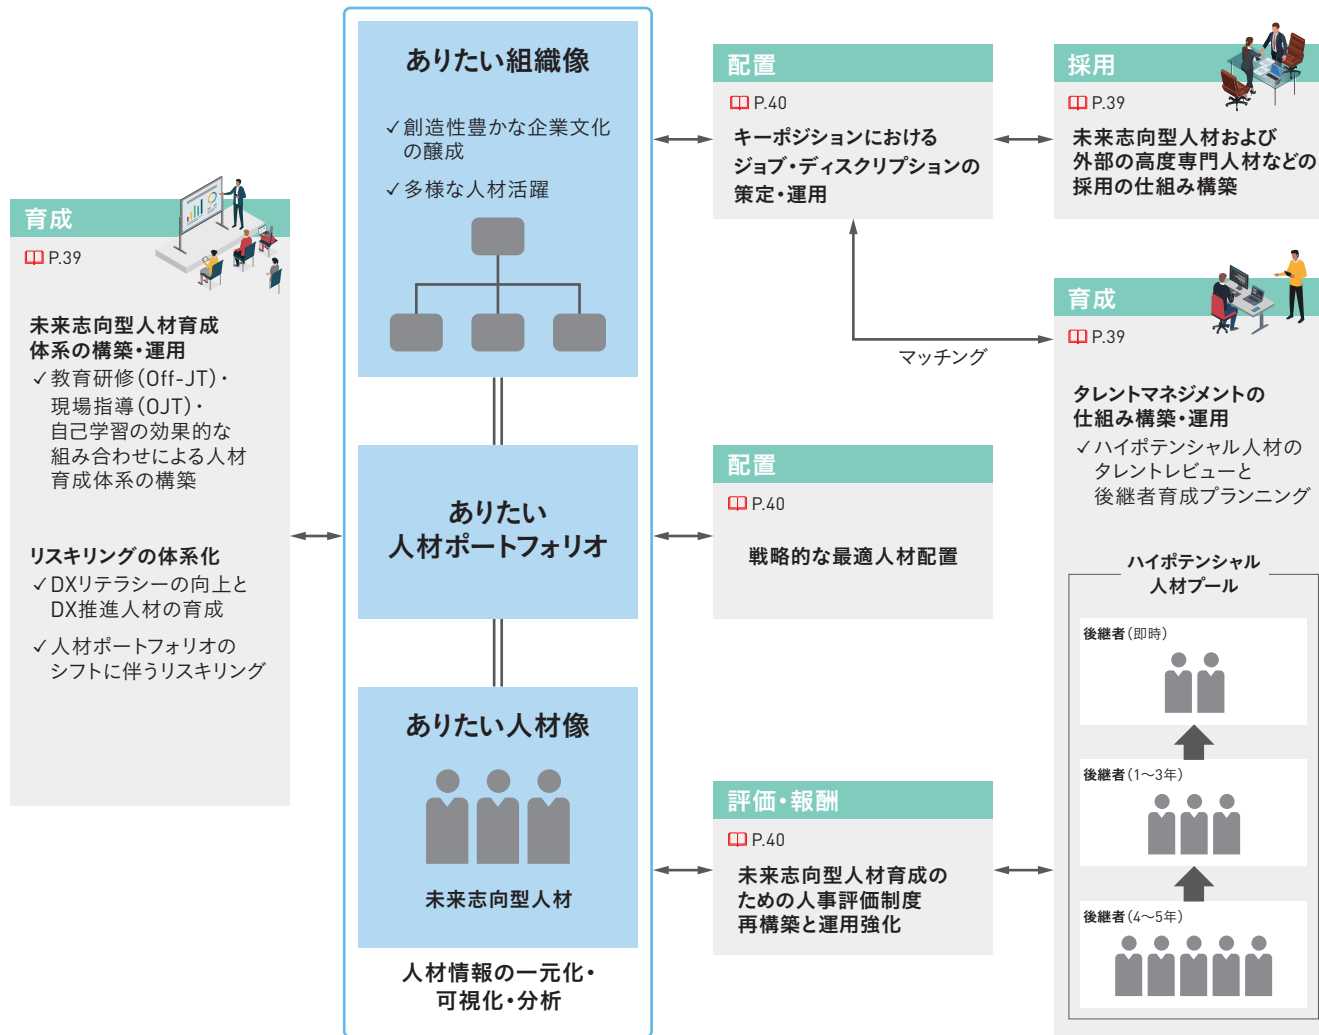 育成
P.39
未来志向型人材育成
体系の構築・運用
✓教育研修(Off-JT)・
現場指導(OJT)・
自己学習の効果的な
組み合わせによる人材
育成体系の構築
リスキリングの体系化
✓DXリテラシーの向上と
DX推進人材の育成
✓人材ポートフォリオの
シフトに伴うリスキリング
ありたい組織像
✓創造性豊かな企業文化
の醸成
✓多様な人材活躍
ありたい
人材ポートフォリオ
ありたい人材像
未来志向型人材
人材情報の一元化・
可視化・分析
配置
P.40
キーポジションにおける
ジョブ・ディスクリプションの
策定・運用
マッチング
配置
P.40
戦略的な最適人材配置
評価・報酬
P.40
未来志向型人材育成の
ための人事評価制度
再構築と運用強化
採用
P.39
未来志向型人材および
外部の高度専門人材などの
採用の仕組み構築
育成
P.39
タレントマネジメントの
仕組み構築・運用
✓ハイポテンシャル人材の
タレントレビューと
後継者育成プランニング
ハイポテンシャル
人材プール
後継者(即時)
後継者(1〜3年)
後継者(4〜5年)